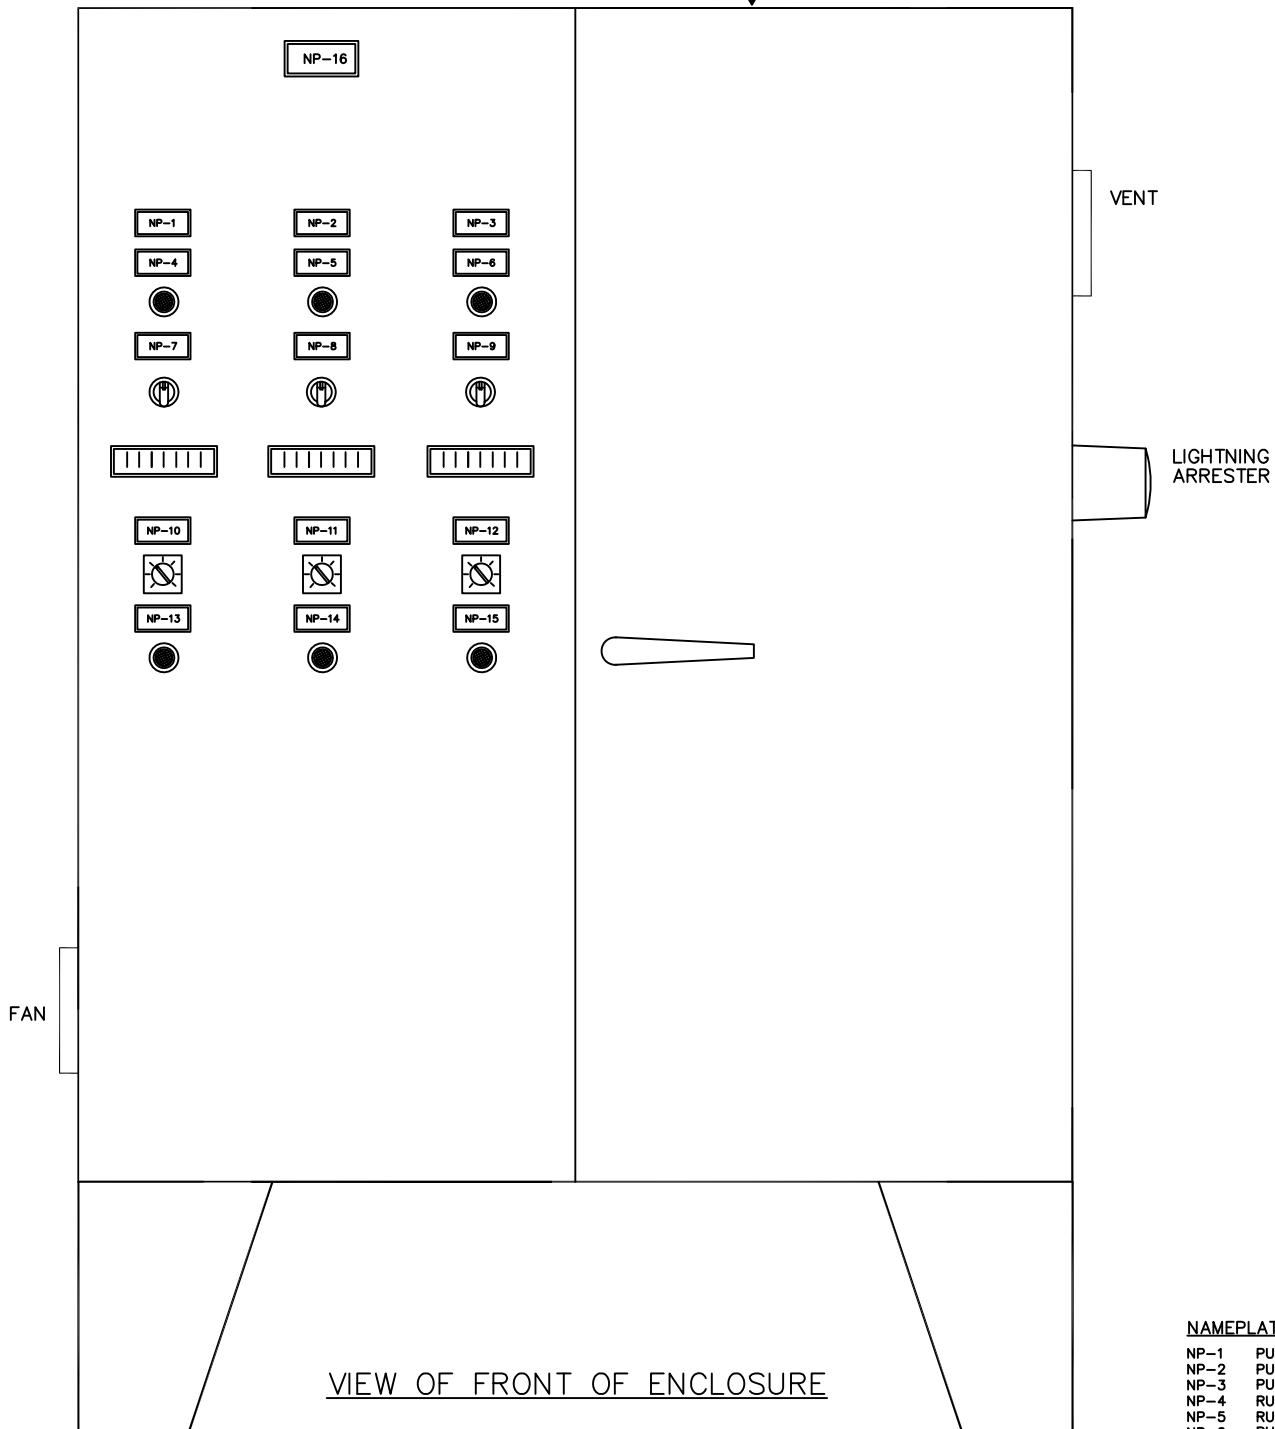 NP-16
VENT
NP-1 NP-2 NP-3
NP-4 NP-5 NP-6
NP-7 NP-8 NP-9
LIGHTNING
ARRESTER
NP-10 NP-11 NP-12
NP-13 NP-14 NP-15
FAN
VIEW OF FRONT OF ENCLOSURE
NAMEPLAT
NP-1 PU
NP-2 PU
NP-3 PU
NP-4 RU
NP-5 RU